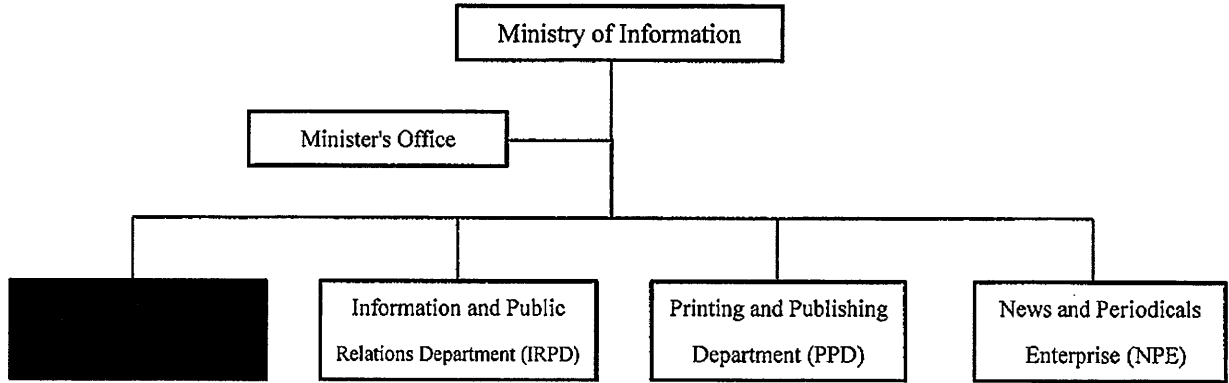 Ministry of Information
Minister's Office
Information and Public
Relations Department (IRPD)
Printing and Publishing
Department (PPD)
News and Periodicals
Enterprise (NPE)